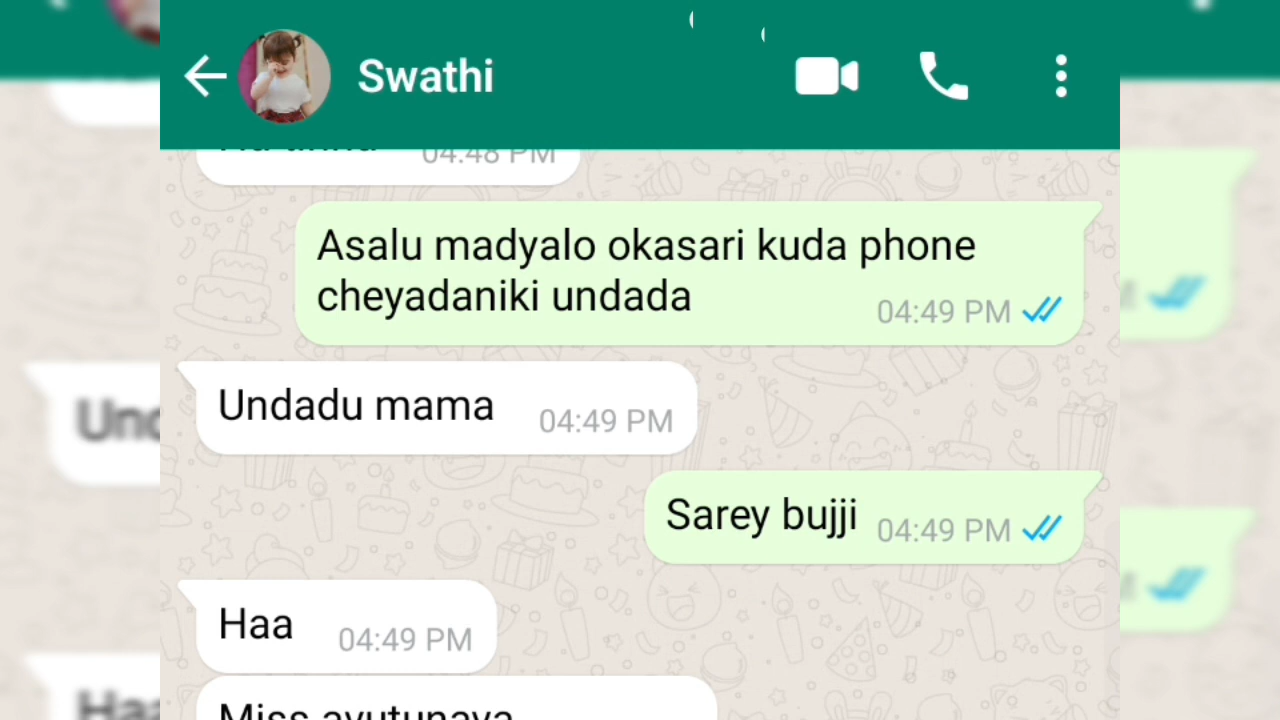 Swathi
04:48 PM
Asalu madyalo okasari kuda phone
cheyadaniki undada
04:49 PM
Undadu mama
04:49 PM
Sarey bujji
04:49 PM
Haa
04:49 PM
Miss avutunava